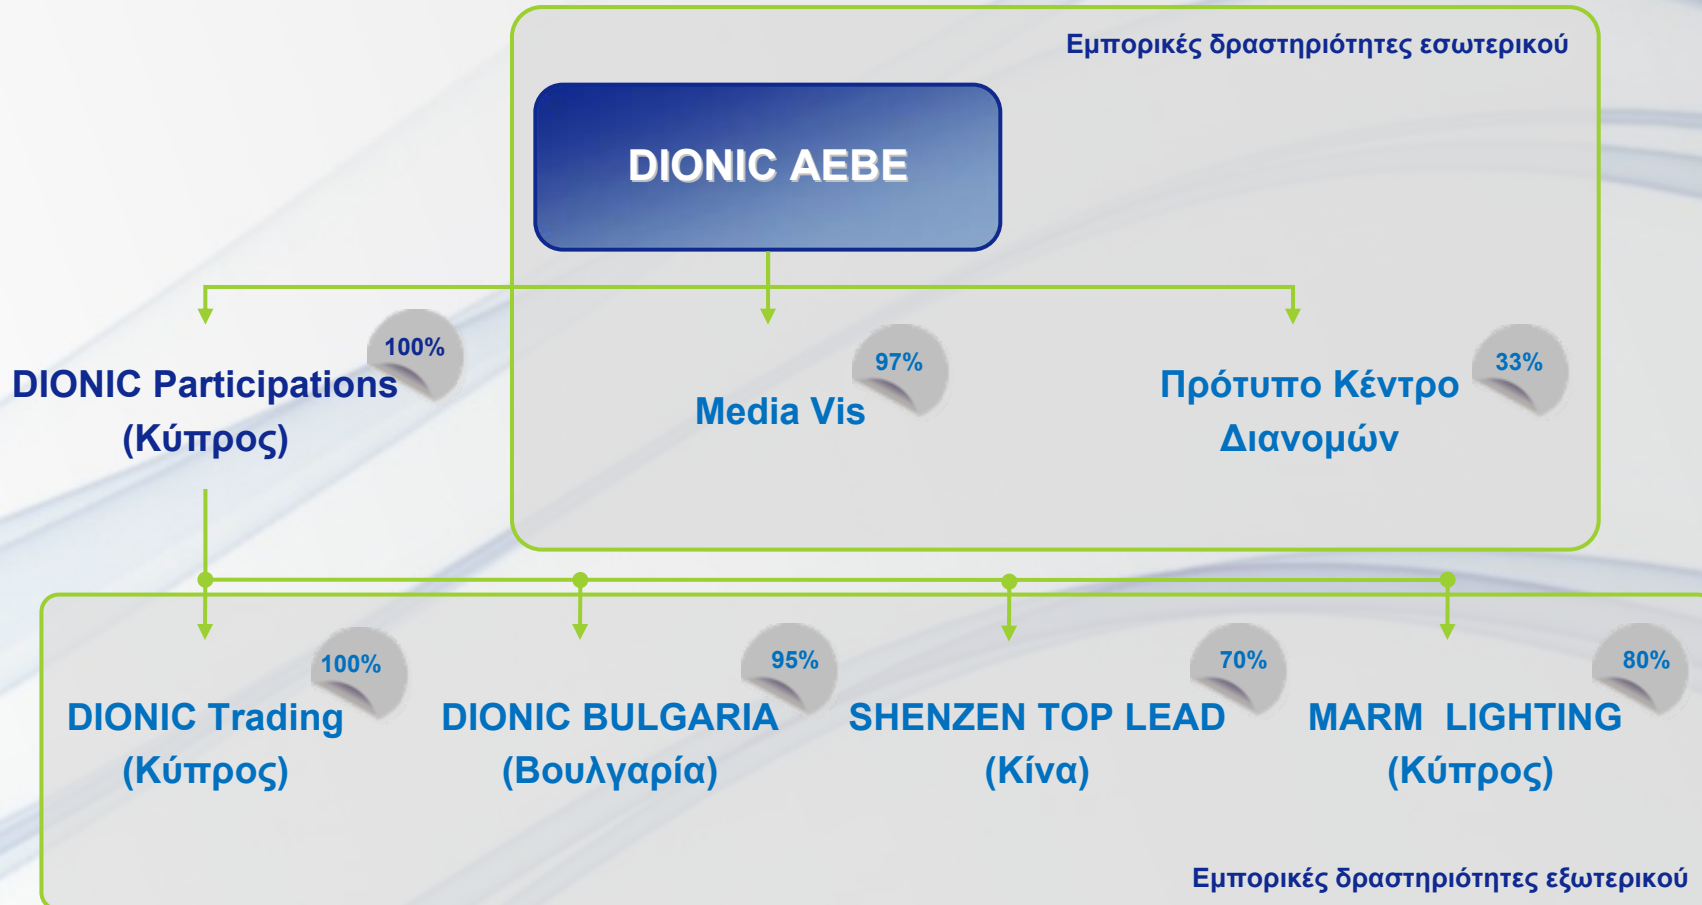 Εμπορικές δραστηριότητες εσωτερικού
DIONIC ΑΕΒΕ
100%
DIONIC Participations
(Κύπρος)
97%
Media Vis
33%
Πρότυπο Κέντρο
Διανομών
100%
DIONIC Trading
(Κύπρος)
95%
DIONIC BULGARIA
(Βουλγαρία)
70%
SHENZEN TOP LEAD
(Κίνα)
80%
MARM LIGHTING
(Κύπρος)
Εμπορικές δραστηριότητες εξωτερικού